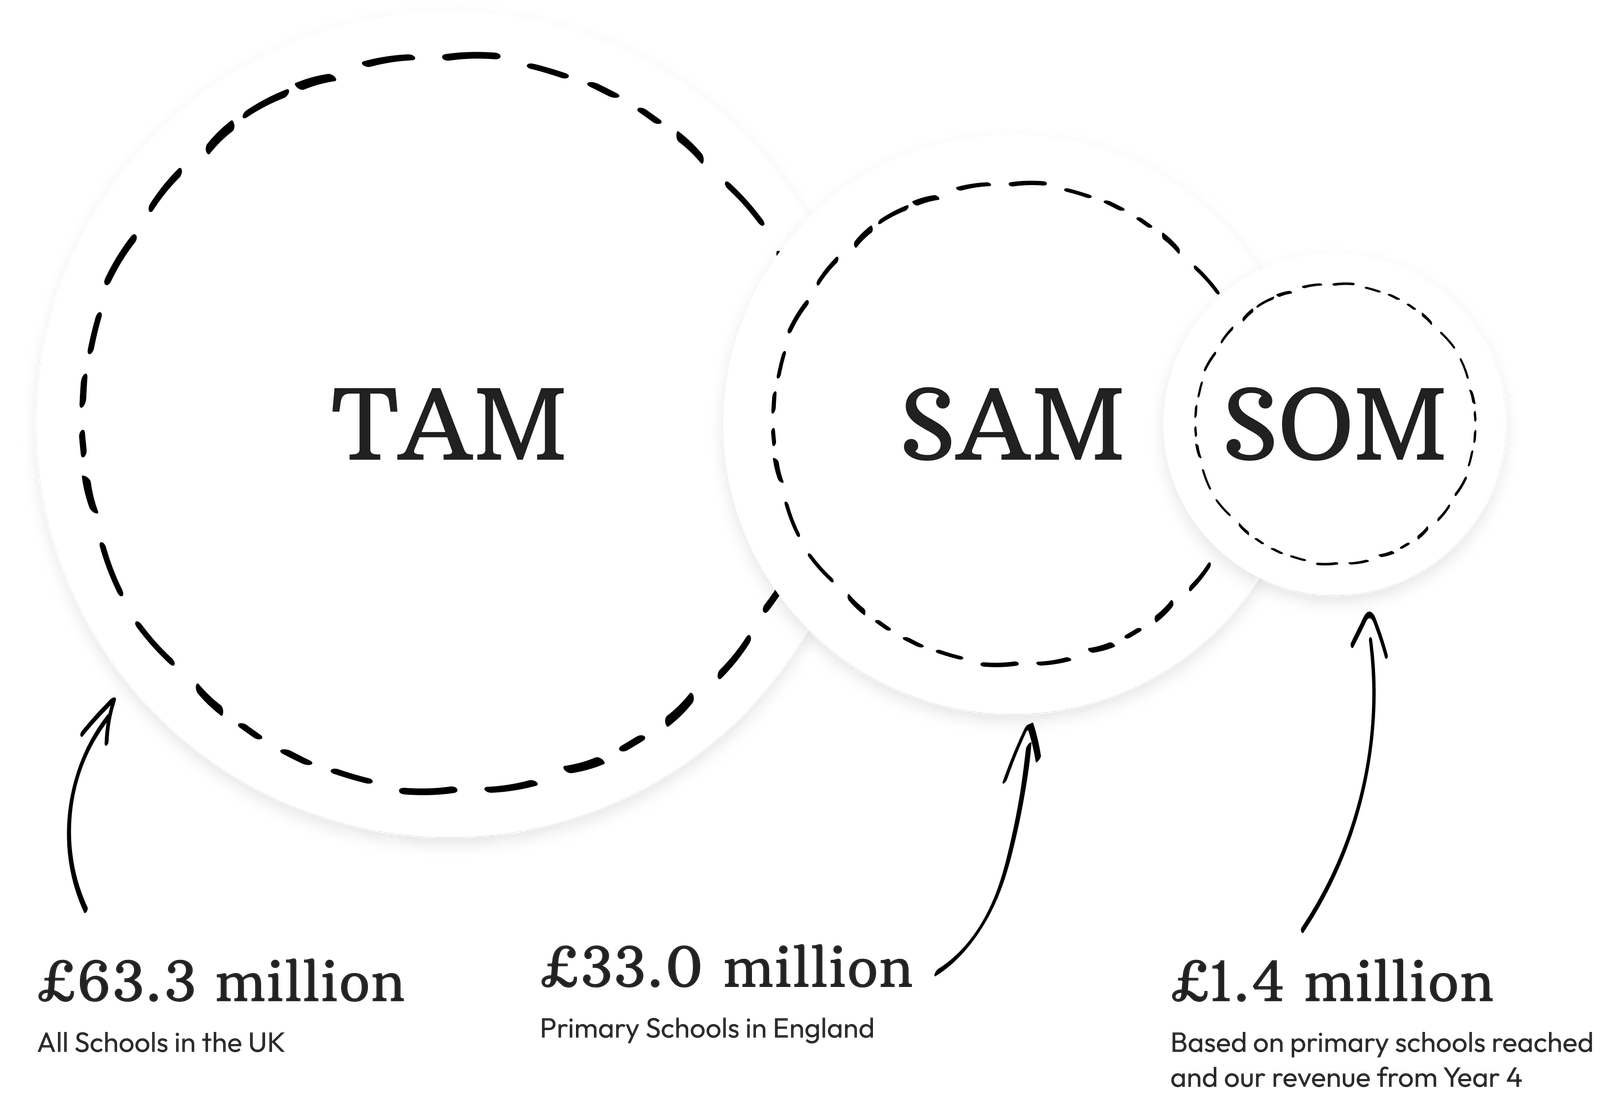 TAM
SAM
SOM
£63.3 million
All Schools in the UK
£33.0 million
Primary Schools in England
£1.4 million
Based on primary schools reached
and our revenue from Year 4